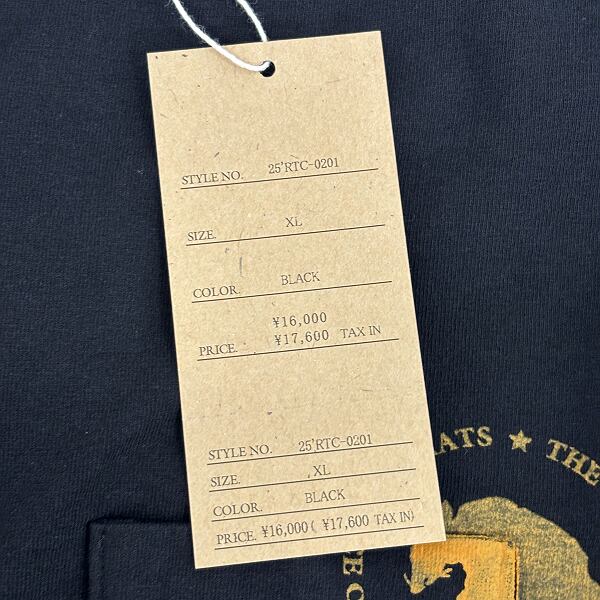 STYLE NO. 25'RTC-0201
SIZE. XL
COLOR. BLACK
¥16,000
PRICE. ¥17,600 TAX IN
STYLE NO. 25'RTC-0201
SIZE. XL
COLOR. BLACK
PRICE. ¥16,000( ¥17,600 TAX IN)
ATS ★ THE